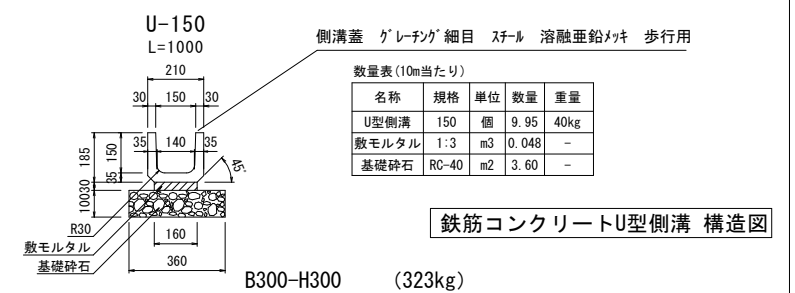 U-150
L=1000
側溝蓋 グレーチング細目 スチール 溶融亜鉛メッキ 歩行用
210
30 150 30
数量表(10m当たり)
名称 規格 単位 数量 重量
U型側溝 150 個 9.95 40kg
敷モルタル 1:3 m3 0.048 -
基礎砕石 RC-40 m2 3.60 -
185
150
35
35 140 35
45°
30
100
R30
敷モルタル
基礎砕石
160
360
鉄筋コンクリートU型側溝 構造図
B300-H300 (323kg)